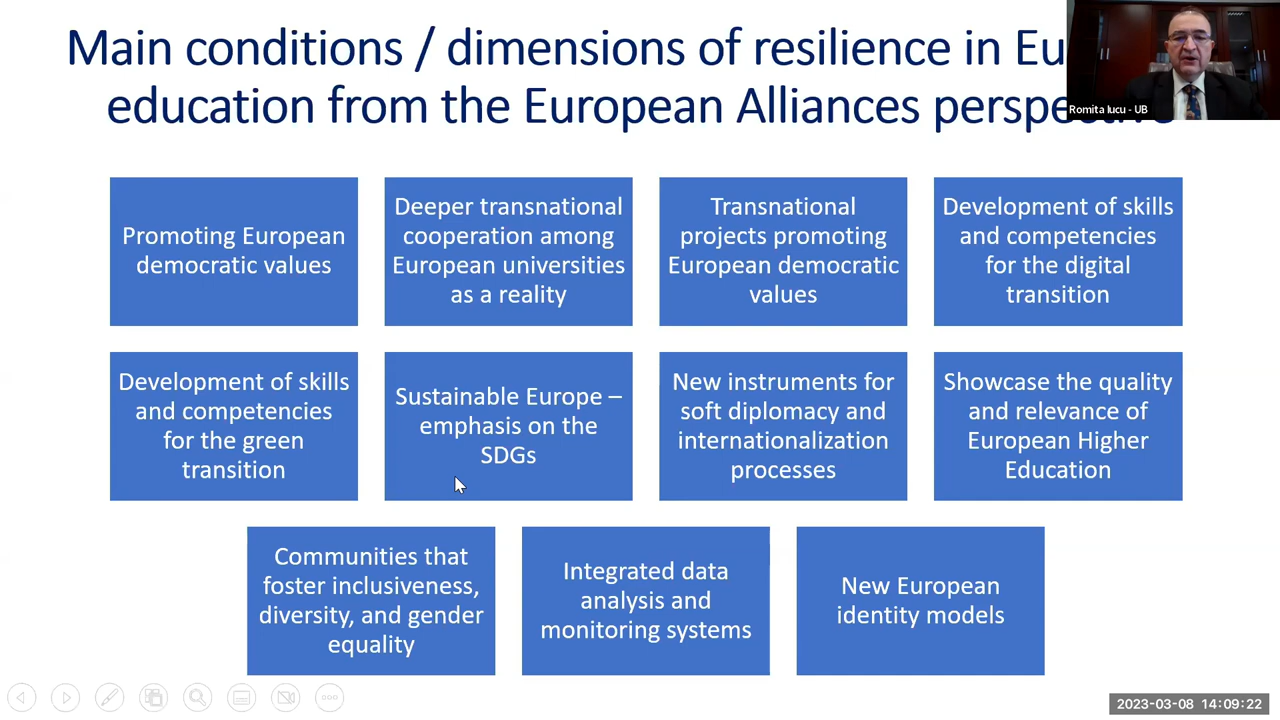 Main conditions / dimensions of resilience in Eu
education from the European Alliances perspective
Romita Iucu - UB
Promoting European
democratic values
Deeper transnational
cooperation among
European universities
as a reality
Transnational
projects promoting
European democratic
values
Development of skills
and competencies
for the digital
transition
Development of skills
and competencies
for the green
transition
Sustainable Europe –
emphasis on the
SDGs
New instruments for
soft diplomacy and
internationalization
processes
Showcase the quality
and relevance of
European Higher
Education
Communities that
foster inclusiveness,
diversity, and gender
equality
Integrated data
analysis and
monitoring systems
New European
identity models
2023-03-08 14:09:22